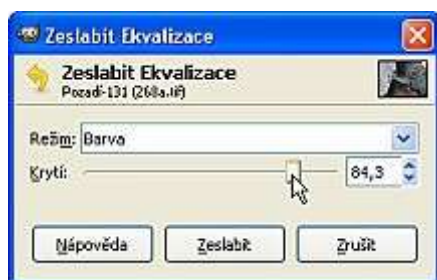 Zeslabit Ekvalizace
Zeslabit Ekvalizace
Pozadí-131 (268a.tif)
Režim: Barva
Krytí: 84,3
Nápověda Zeslabit Zrušit